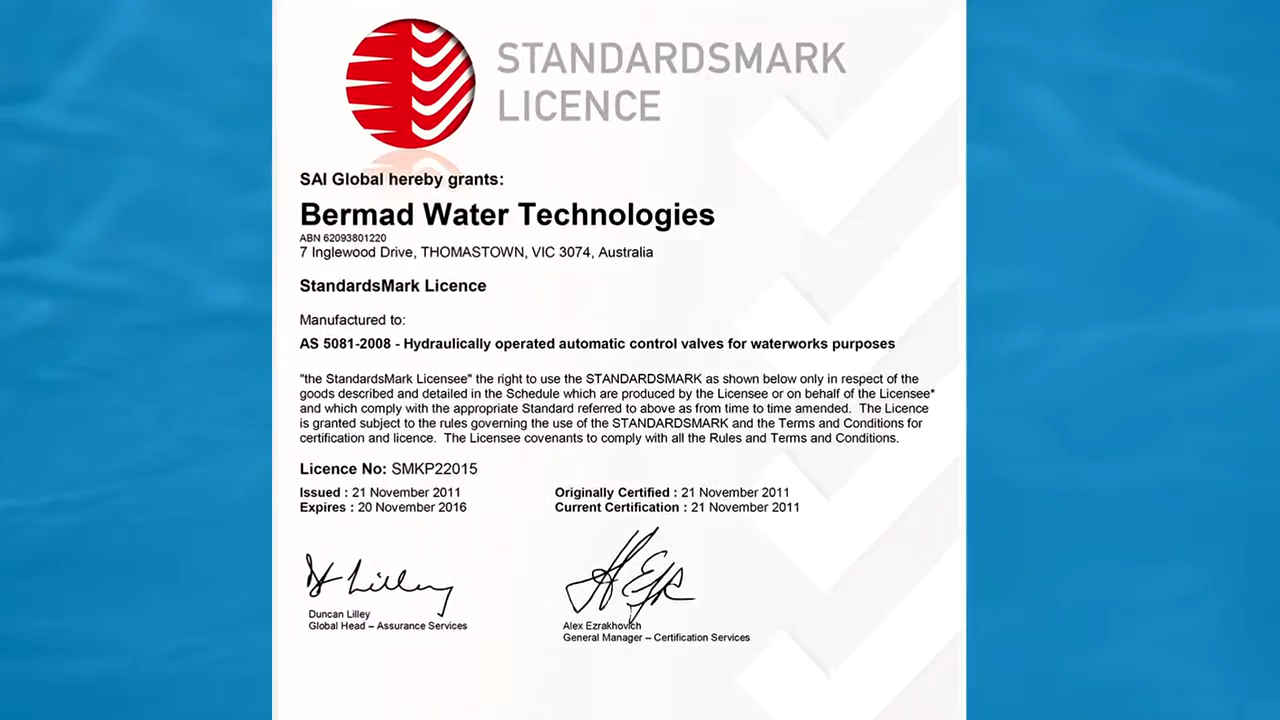 STANDARDSMARK
LICENCE
SAI Global hereby grants:
Bermad Water Technologies
ABN 62093801220
7 Inglewood Drive, THOMASTOWN, VIC 3074, Australia
StandardsMark Licence
Manufactured to:
AS 5081-2008 - Hydraulically operated automatic control valves for waterworks purposes
"the StandardsMark Licensee" the right to use the STANDARDSMARK as shown below only in respect of the
goods described and detailed in the Schedule which are produced by the Licensee or on behalf of the Licensee*
and which comply with the appropriate Standard referred to above as from time to time amended. The Licence
is granted subject to the rules governing the use of the STANDARDSMARK and the Terms and Conditions for
certification and licence. The Licensee covenants to comply with all the Rules and Terms and Conditions.
Licence No: SMKP22015
Issued : 21 November 2011
Expires : 20 November 2016
Originally Certified : 21 November 2011
Current Certification : 21 November 2011
Duncan Lilley
Global Head – Assurance Services
Alex Ezrakhovich
General Manager – Certification Services